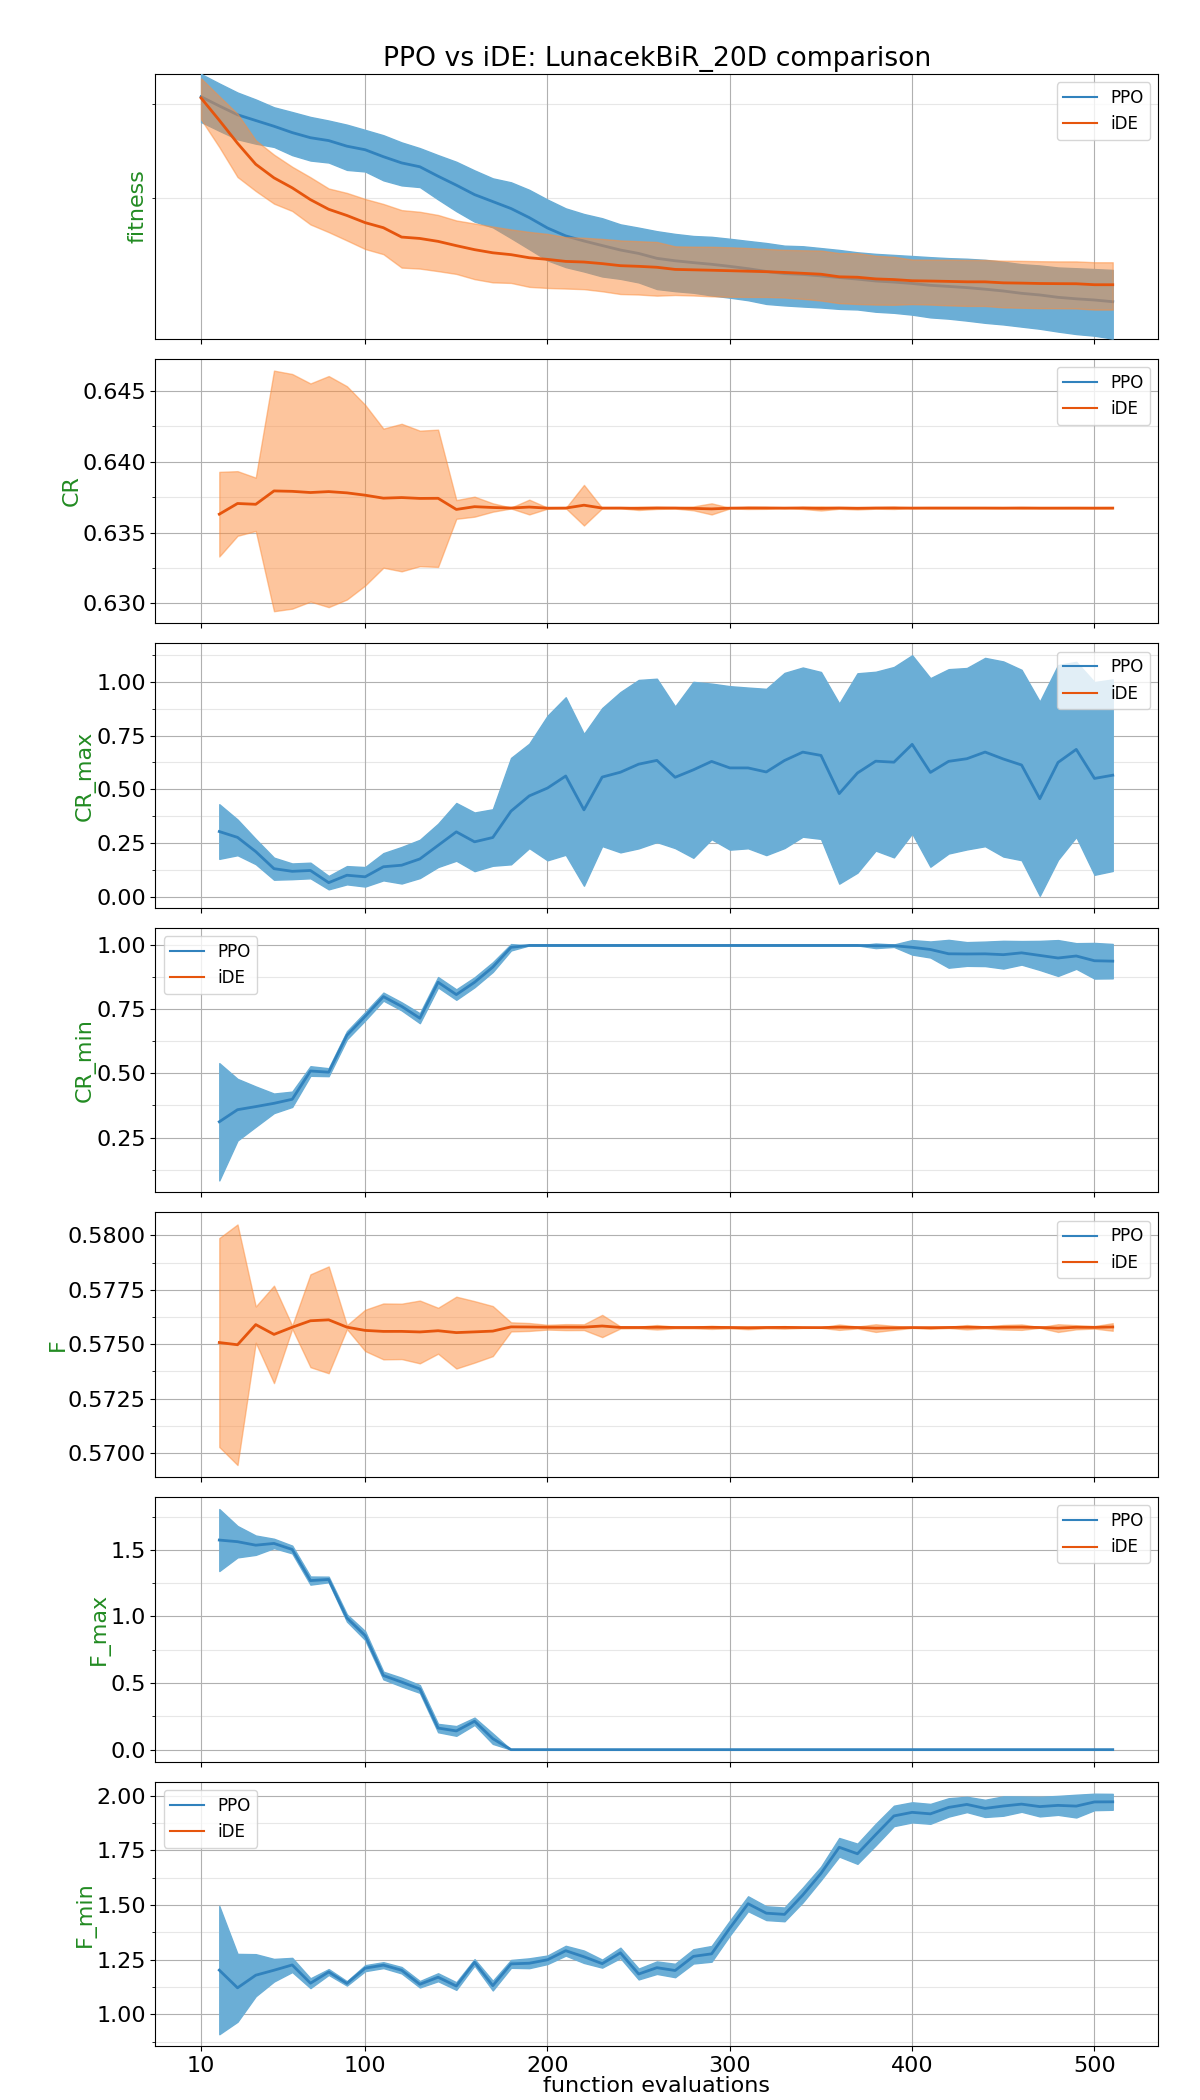 PPO vs iDE: LunacekBiR_20D comparison
fitness
PPO
iDE
CR
0.645
0.640
0.635
0.630
PPO
iDE
CR_max
1.00
0.75
0.50
0.25
0.00
PPO
iDE
CR_min
1.00
0.75
0.50
0.25
PPO
iDE
F
0.5800
0.5775
0.5750
0.5725
0.5700
PPO
iDE
F_max
1.5
1.0
0.5
0.0
PPO
iDE
F_min
2.00
1.75
1.50
1.25
1.00
PPO
iDE
10 100 200 300 400 500
function evaluations